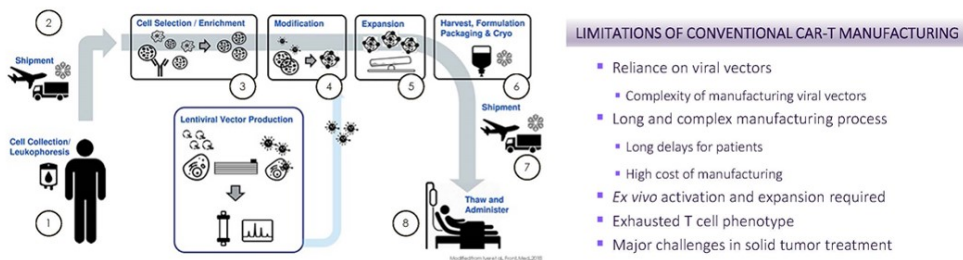 2
Shipment
Cell Collection/
Leukophoresis
1
Cell Selection / Enrichment
3
Modification
4
Expansion
5
Harvest, Formulation
Packaging & Cryo
6
Lentiviral Vector Production
Shipment
7
Thaw and
Administer
8
LIMITATIONS OF CONVENTIONAL CAR-T MANUFACTURING
Reliance on viral vectors
Complexity of manufacturing viral vectors
Long and complex manufacturing process
Long delays for patients
High cost of manufacturing
Ex vivo activation and expansion required
Exhausted T cell phenotype
Major challenges in solid tumor treatment